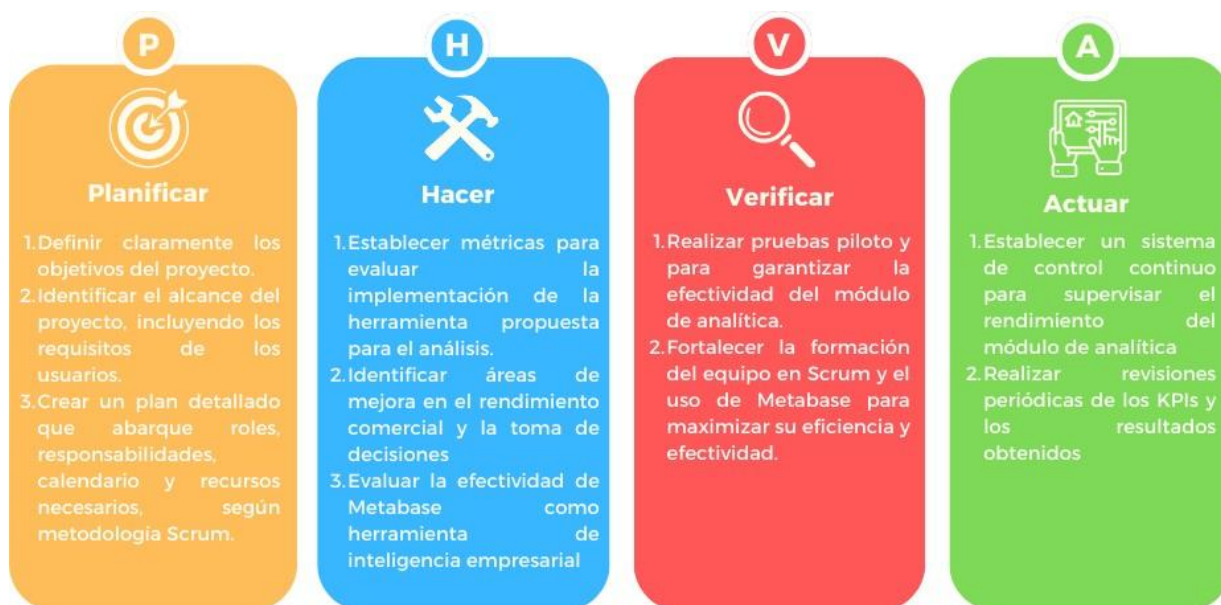 P
Planificar
1.Definir claramente los
objetivos del proyecto.
2.Identificar el alcance del
proyecto, incluyendo los
requisitos de los
usuarios.
3.Crear un plan detallado
que abarque roles,
responsabilidades,
calendario y recursos
necesarios, según
metodología Scrum.
H
Hacer
1.Establecer métricas para
evaluar la
implementación de la
herramienta propuesta
para el análisis.
2.Identificar áreas de
mejora en el rendimiento
comercial y la toma de
decisiones
3.Evaluar la efectividad de
Metabase como
herramienta de
inteligencia empresarial
V
Verificar
1.Realizar pruebas piloto y
para garantizar la
efectividad del módulo
de analítica.
2.Fortalecer la formación
del equipo en Scrum y el
uso de Metabase para
maximizar su eficiencia y
efectividad.
A
Actuar
1.Establecer un sistema
de control continuo
para supervisar el
rendimiento del
módulo de analítica
2.Realizar revisiones
periódicas de los KPIs y
los resultados
obtenidos